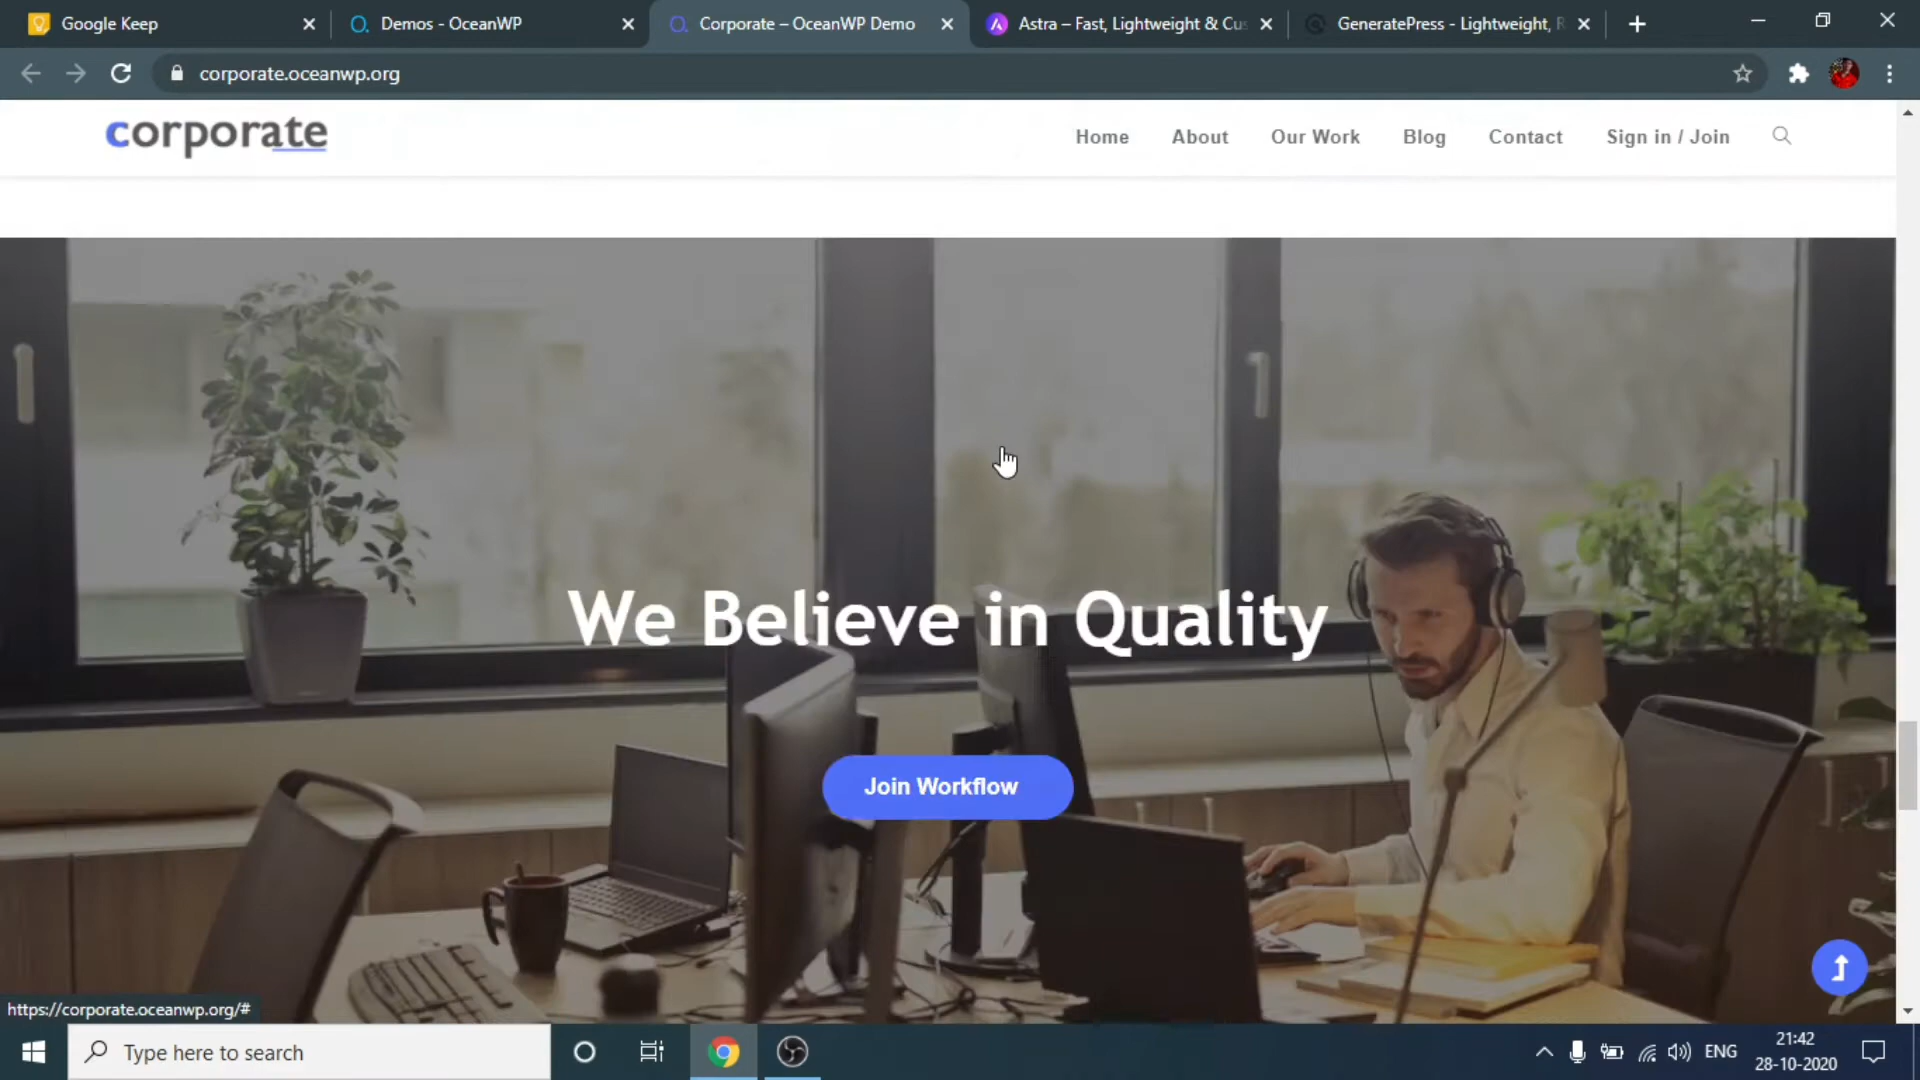 Google Keep
Demos - OceanWP
Corporate – OceanWP Demo
Astra – Fast, Lightweight & Cus
GeneratePress - Lightweight, R
corporate.oceanwp.org
corporate
Home
About
Our Work
Blog
Contact
Sign in / Join
We Believe in Quality
Join Workflow
https://corporate.oceanwp.org/#
Type here to search
ENG
21:42
28-10-2020